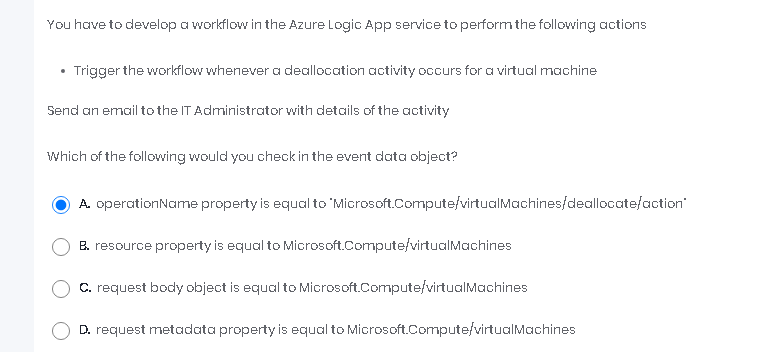 You have to develop a workflow in the Azure Logic App service to perform the following actions
• Trigger the workflow whenever a deallocation activity occurs for a virtual machine
Send an email to the IT Administrator with details of the activity
Which of the following would you check in the event data object?
A. operationName property is equal to "Microsoft.Compute/virtualMachines/deallocate/action"
B. resource property is equal to Microsoft.Compute/virtualMachines
C. request body object is equal to Microsoft.Compute/virtualMachines
D. request metadata property is equal to Microsoft.Compute/virtualMachines